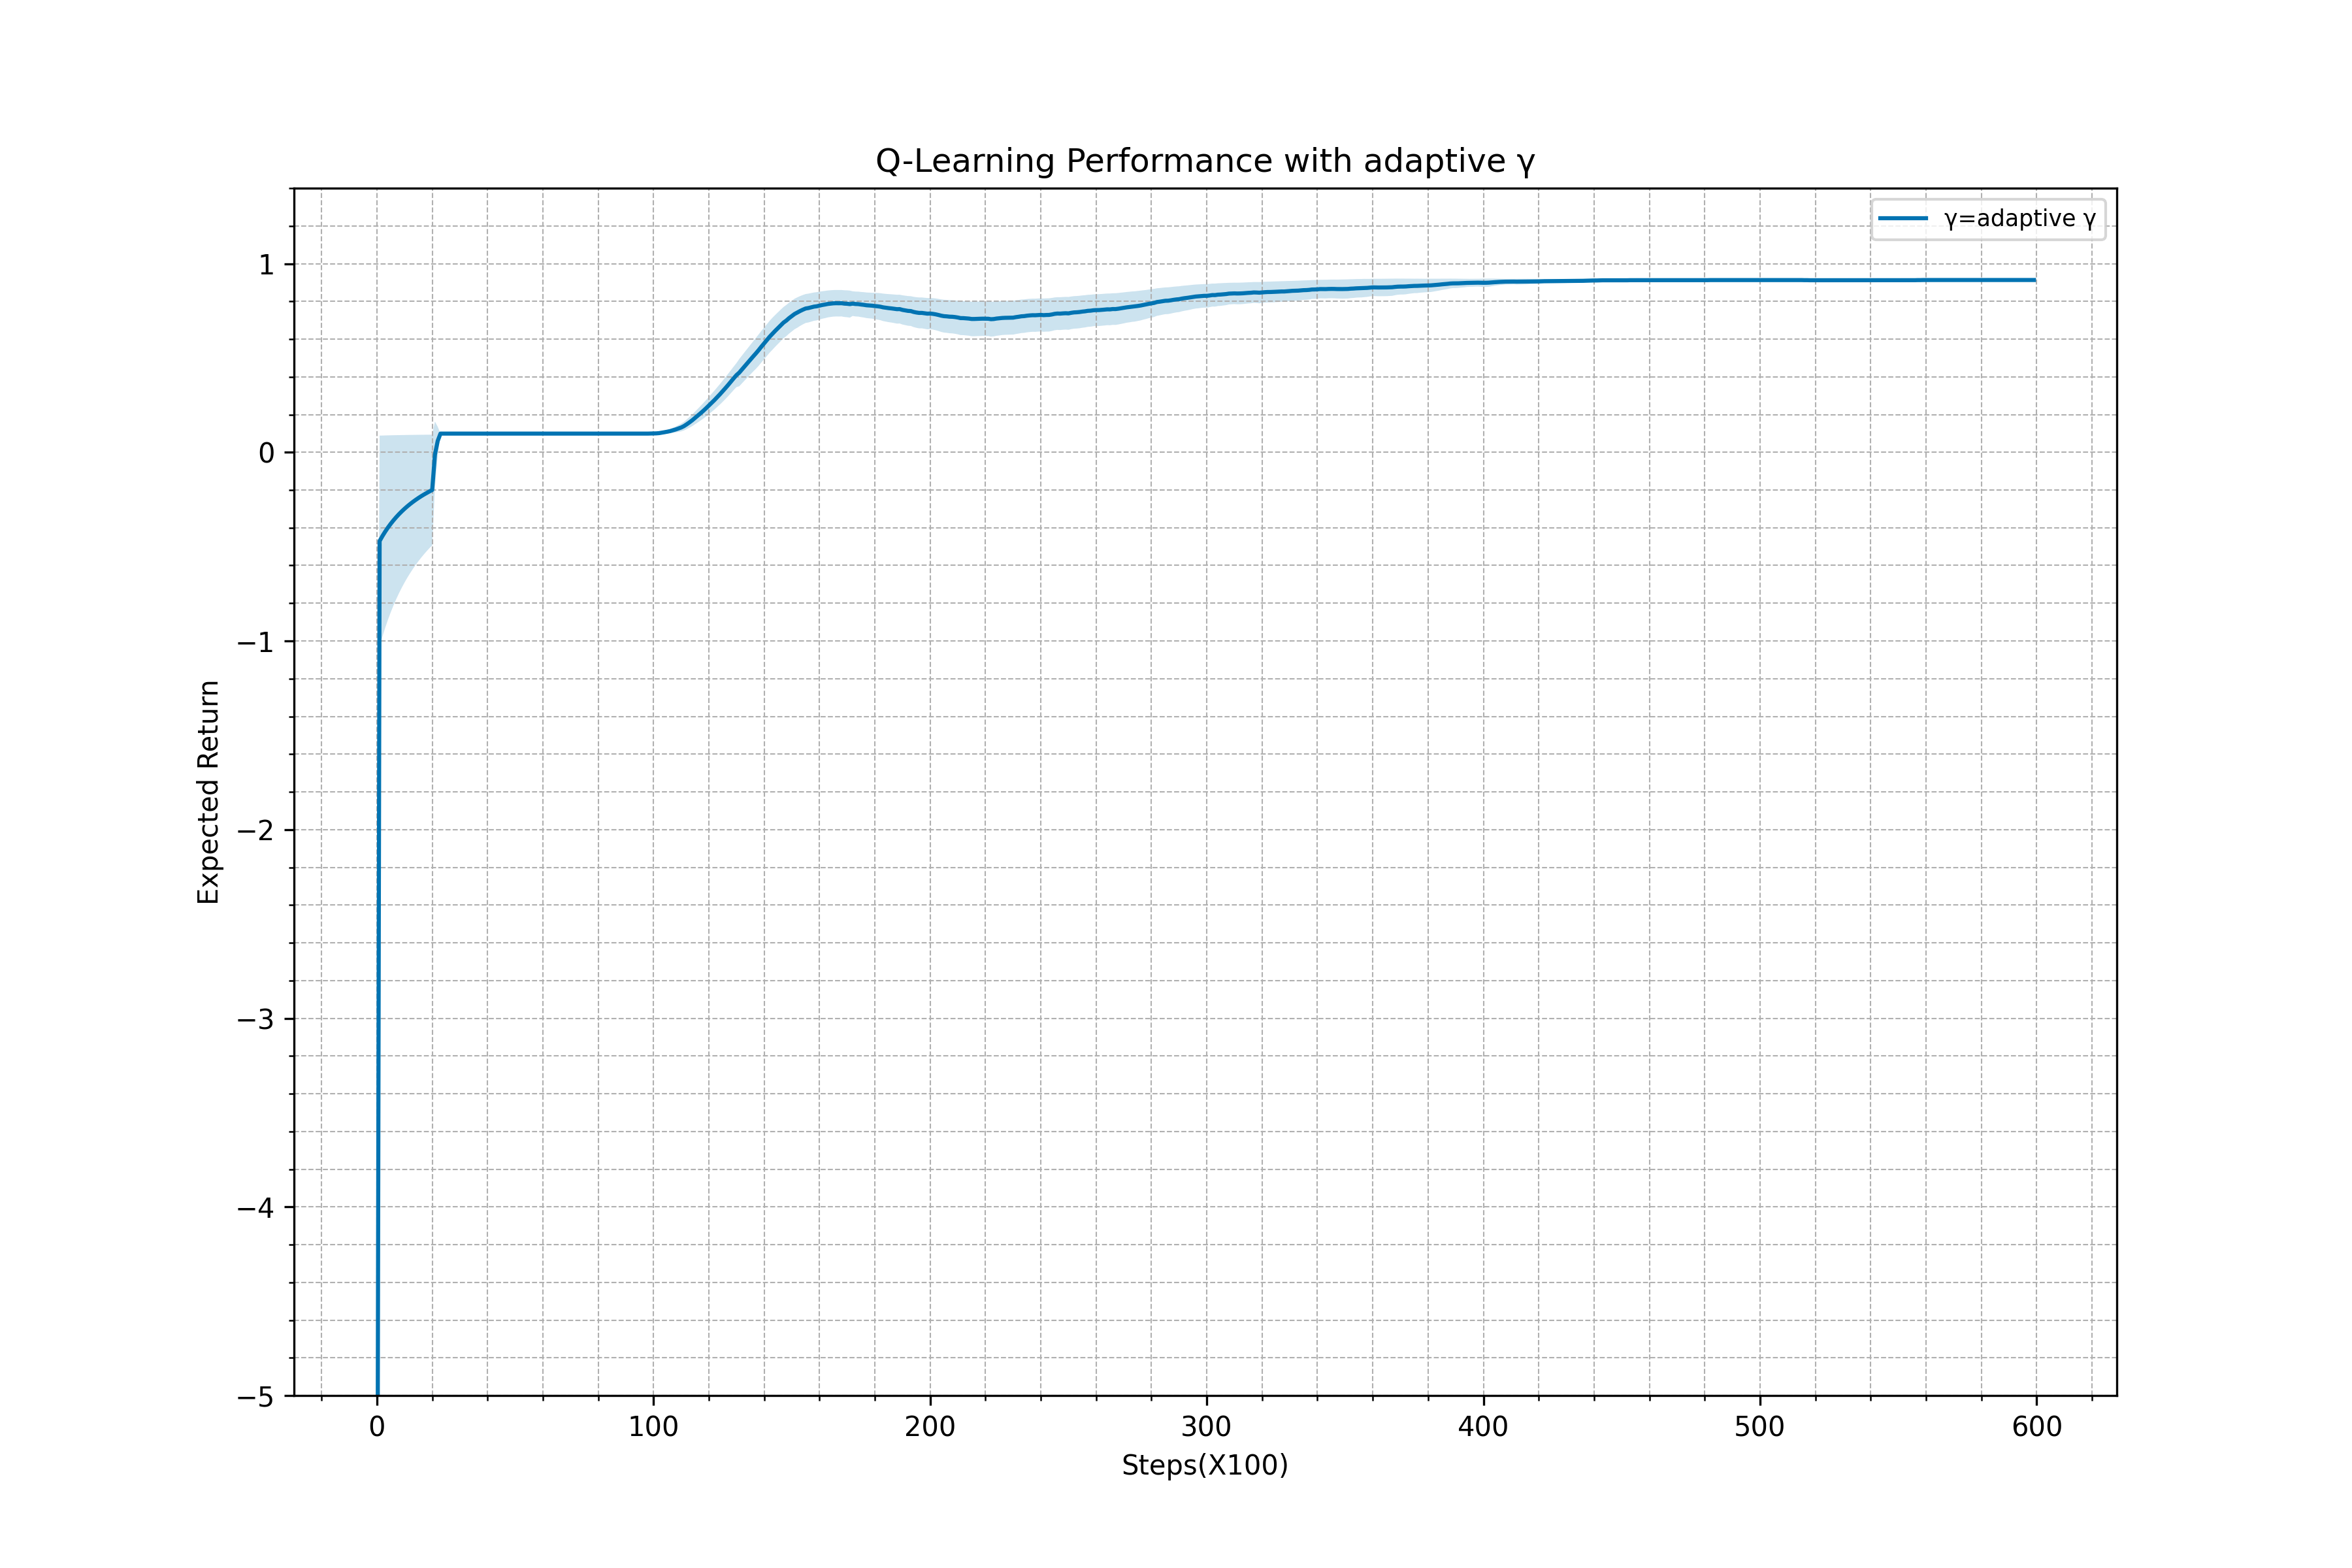 Q-Learning Performance with adaptive γ
γ=adaptive γ
1
0
−1
−2
−3
−4
−5
Expected Return
0 100 200 300 400 500 600
Steps(X100)